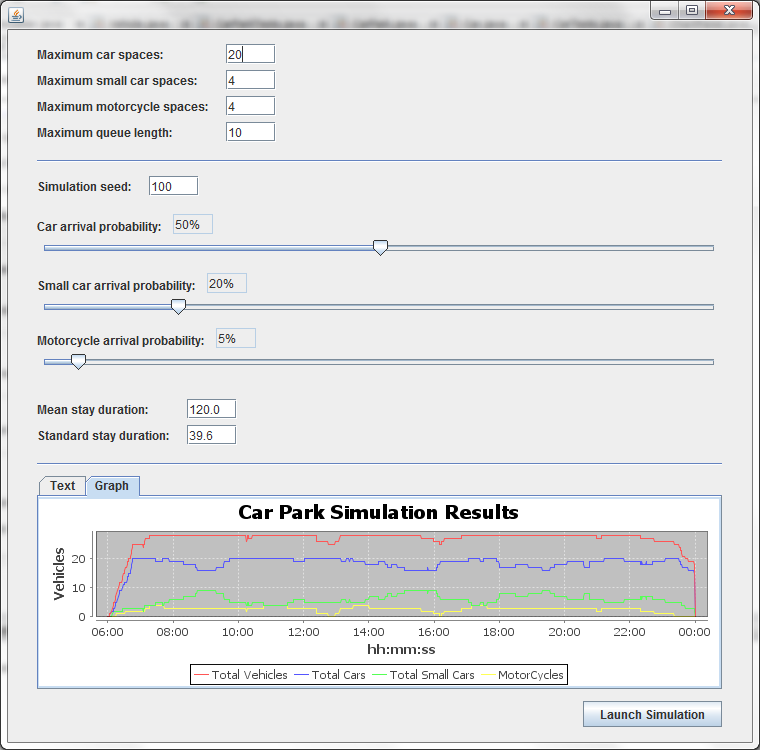 Maximum car spaces: 20
Maximum small car spaces: 4
Maximum motorcycle spaces: 4
Maximum queue length: 10
Simulation seed: 100
Car arrival probability: 50%
Small car arrival probability: 20%
Motorcycle arrival probability: 5%
Mean stay duration: 120.0
Standard stay duration: 39.6
Text Graph
Car Park Simulation Results
Vehicles
20
10
0
06:00 08:00 10:00 12:00 14:00 16:00 18:00 20:00 22:00 00:00
hh:mm:ss
Total Vehicles Total Cars Total Small Cars MotorCycles
Launch Simulation